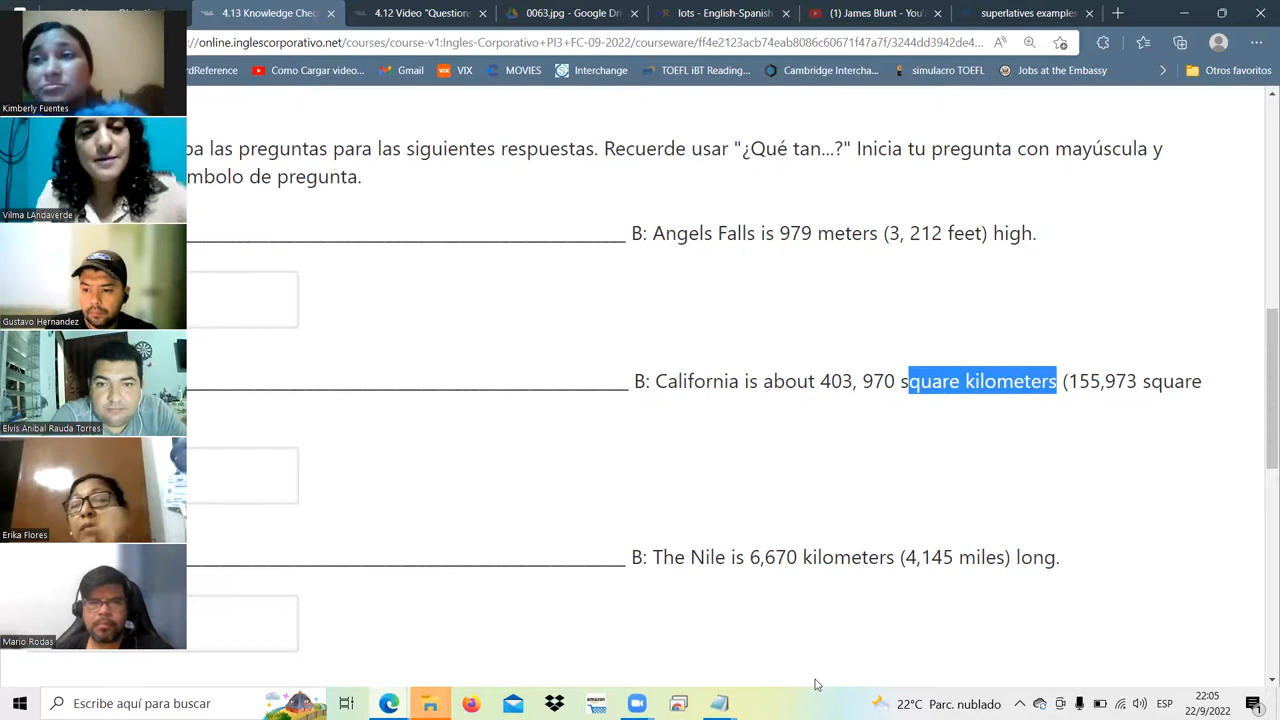 4.13 Knowledge Chec
4.12 Video "Question
0063.jpg - Google Dri
lots - English-Spanish
(1) James Blunt - You
superlatives examples
//online.inglescorporativo.net/courses/course-v1:Ingles-Corporativo+PI3+FC-09-2022/courseware/ff4e2123acb74eab8086c60671f47a7f/3244dd3942de4...
rdReference
Como Cargar video...
Gmail
VIX
MOVIES
Interchange
TOEFL iBT Reading...
Cambridge Intercha...
simulacro TOEFL
Jobs at the Embassy
Otros favoritos
Kimberly Fuentes
ba las preguntas para las siguientes respuestas. Recuerde usar "¿Qué tan...?" Inicia tu pregunta con mayúscula y
mbolo de pregunta.
Vilma LAndaverde
B: Angels Falls is 979 meters (3, 212 feet) high.
Gustavo Hernandez
B: California is about 403, 970 square kilometers (155,973 square
Elvis Anibal Rauda Torres
Erika Flores
B: The Nile is 6,670 kilometers (4,145 miles) long.
Mario Rodas
Escribe aquí para buscar
amazon
22°C Parc. nublado
ESP
22:05
22/9/2022
1